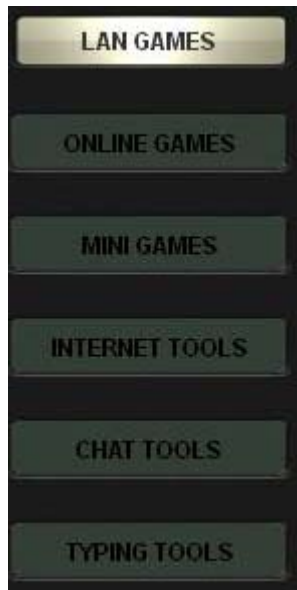 LAN GAMES
ONLINE GAMES
MINI GAMES
INTERNET TOOLS
CHAT TOOLS
TYPING TOOLS